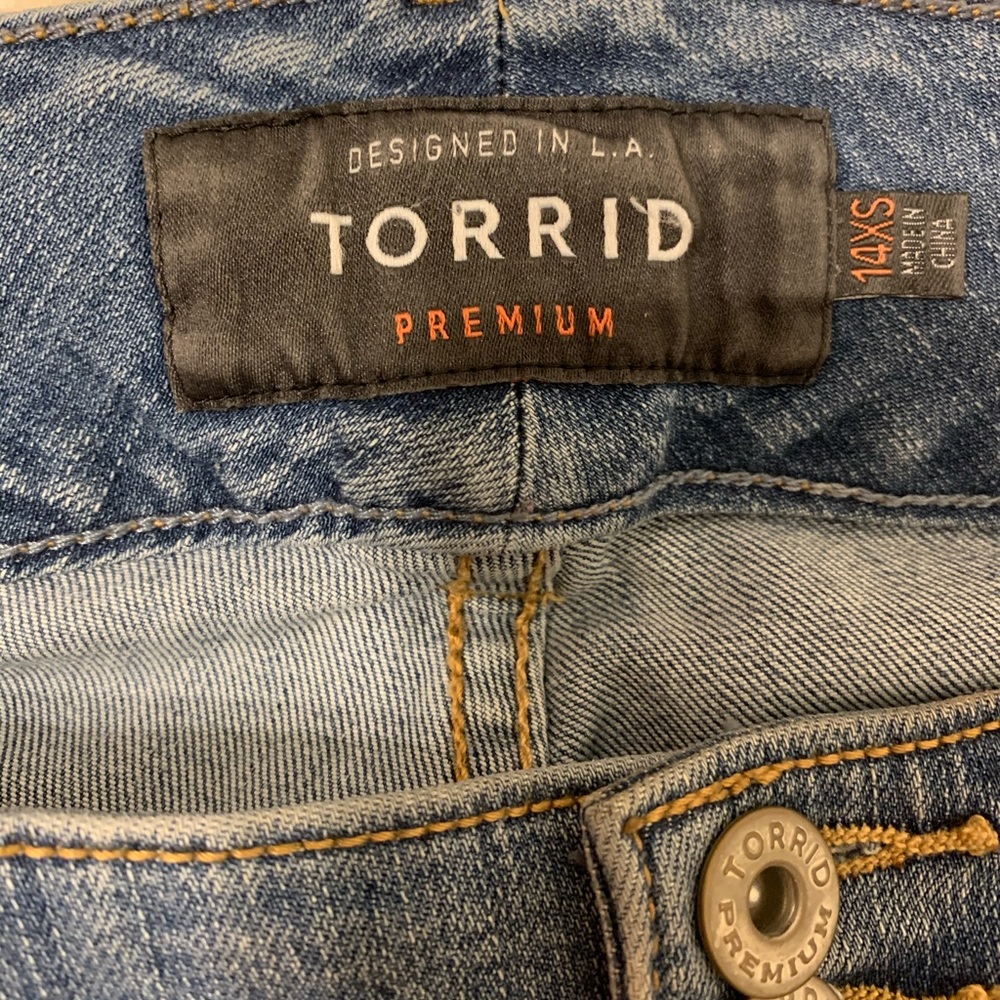 DESIGNED IN L.A.
TORRID
PREMIUM
14XS
MADE IN
CHINA
TORRID
PREMIUM